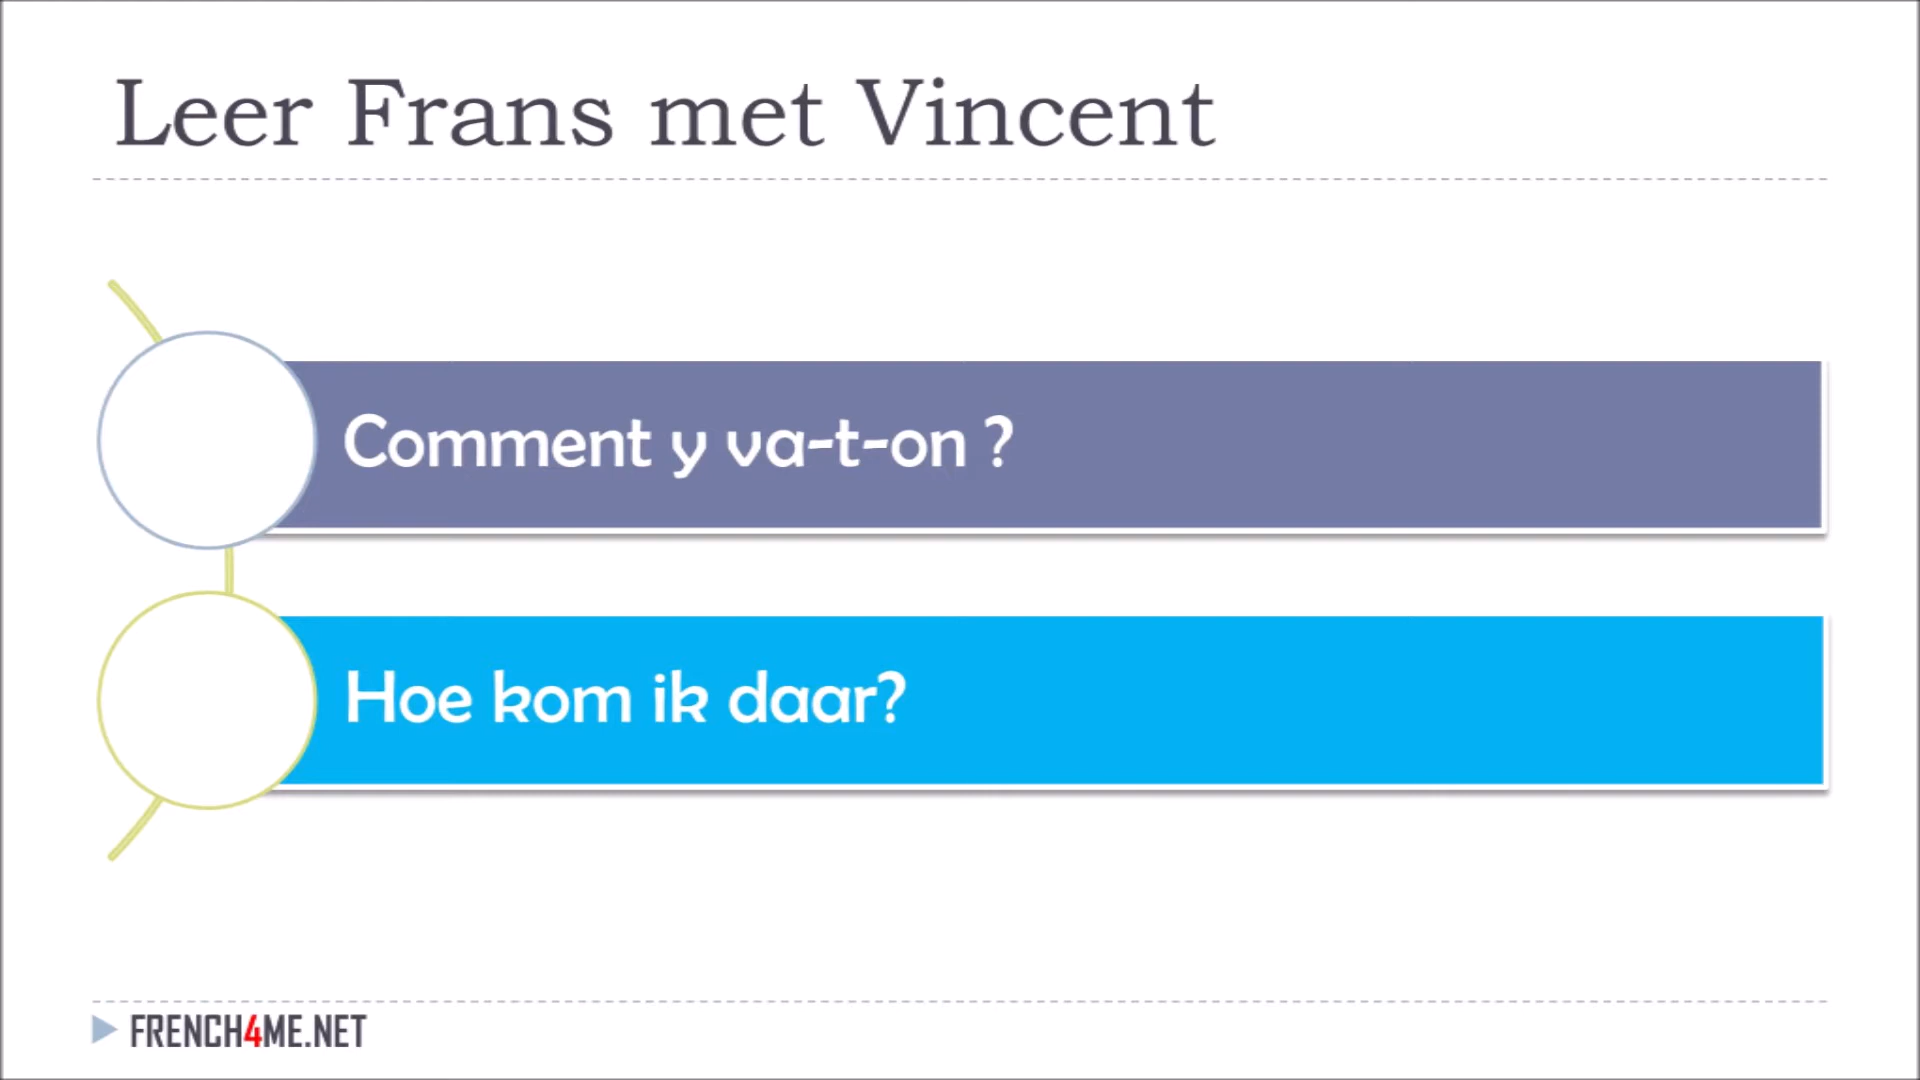 Leer Frans met Vincent
Comment y va-t-on ?
Hoe kom ik daar?
FRENCH4ME.NET